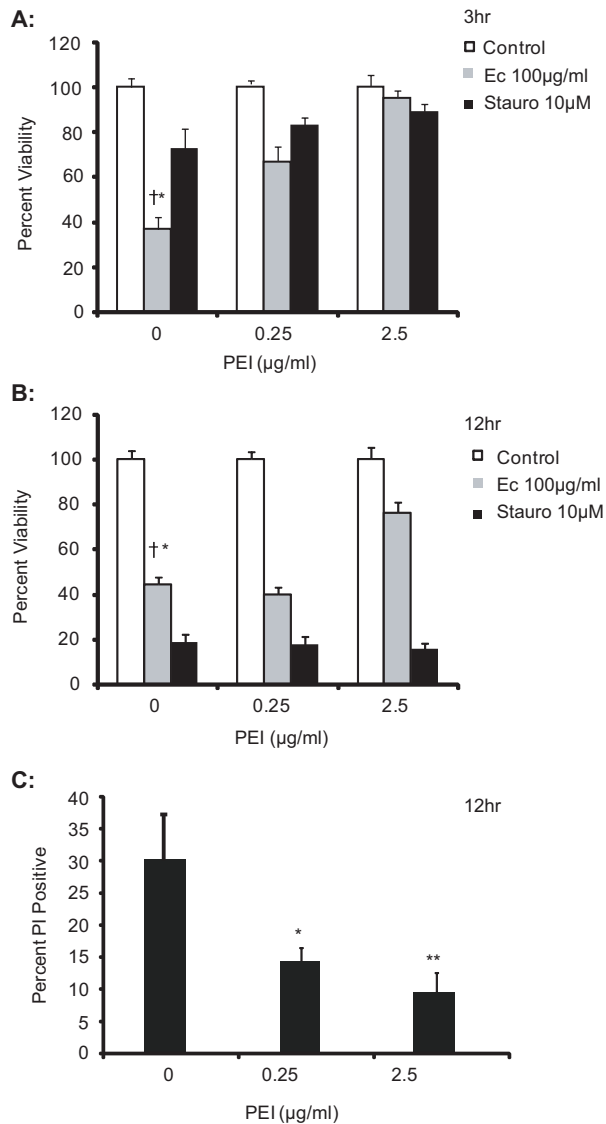 A:
3hr
Control
Ec 100µg/ml
Stauro 10µM
Percent Viability
120
100
80
60
40
20
0
†*
0 0.25 2.5
PEI (µg/ml)
B:
12hr
Control
Ec 100µg/ml
Stauro 10µM
Percent Viability
120
100
80
60
40
20
0
† *
0 0.25 2.5
PEI (µg/ml)
C:
12hr
Percent PI Positive
40
35
30
25
20
15
10
5
0
*
**
0 0.25 2.5
PEI (µg/ml)